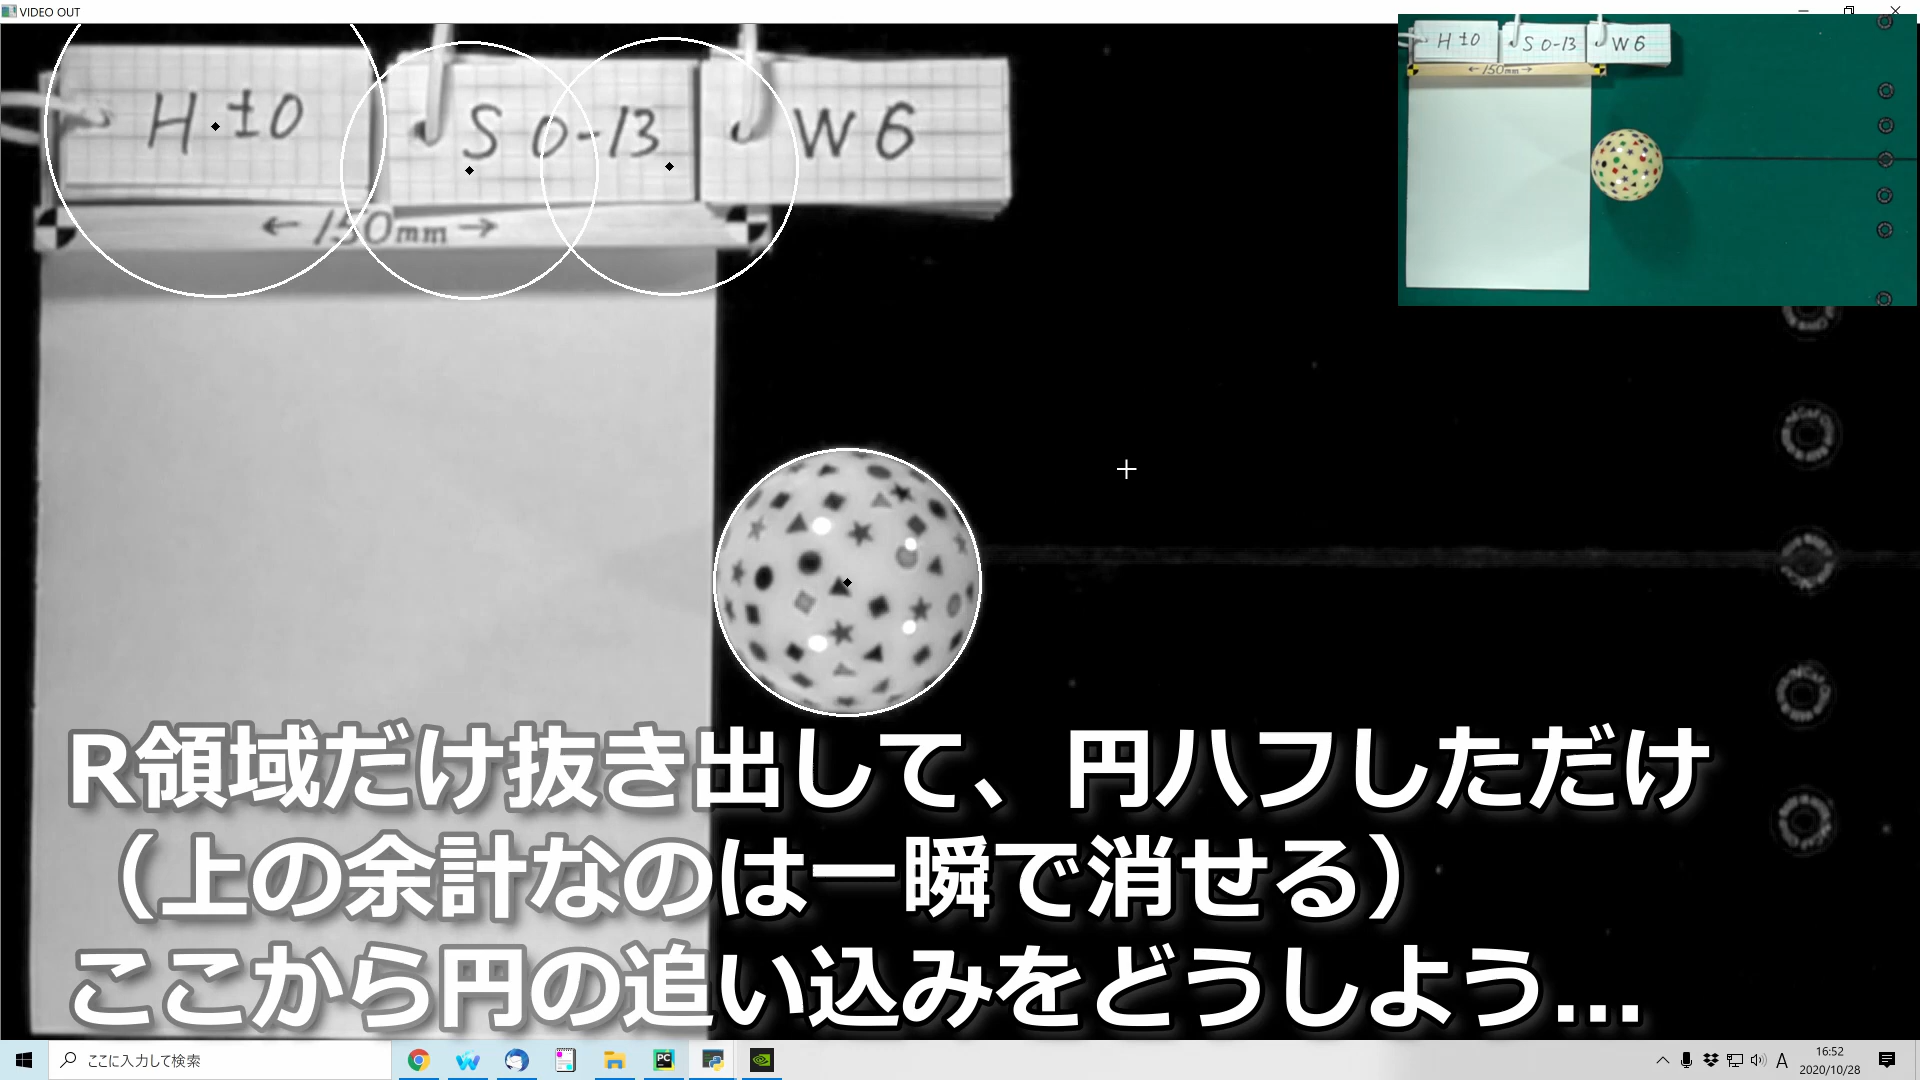 VIDEO OUT
H ±0
S 0-13
W 6
←150mm→
H ±0
S 0-13
W 6
←150mm→
R領域だけ抜き出して、円ハフしただけ
（上の余計なのは一瞬で消せる）
ここから円の追い込みをどうしよう...
ここに入力して検索
PC
A
16:52
2020/10/28